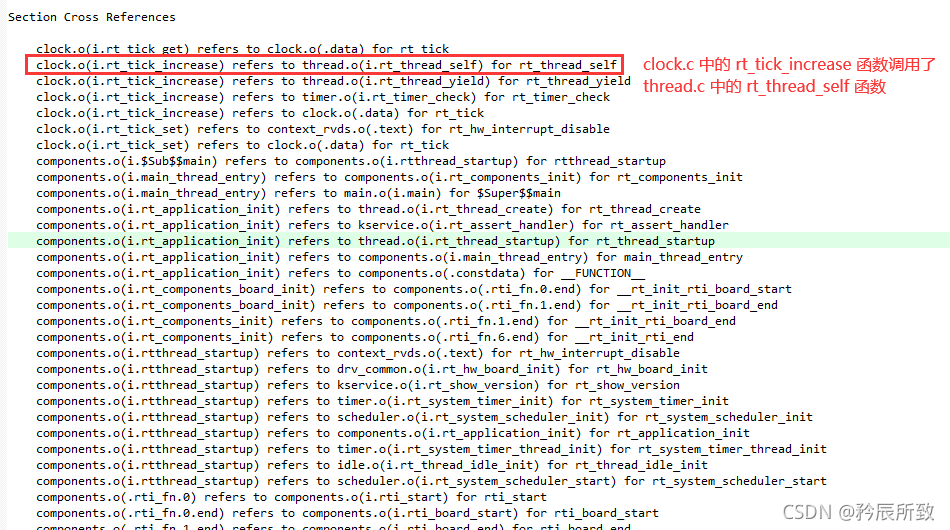 Section Cross References
clock.o(i.rt_tick_get) refers to clock.o(.data) for rt_tick
clock.o(i.rt_tick_increase) refers to thread.o(i.rt_thread_self) for rt_thread_self
clock.o(i.rt_tick_increase) refers to thread.o(i.rt_thread_yield) for rt_thread_yield
clock.o(i.rt_tick_increase) refers to timer.o(i.rt_timer_check) for rt_timer_check
clock.o(i.rt_tick_increase) refers to clock.o(.data) for rt_tick
clock.o(i.rt_tick_set) refers to context_rvds.o(.text) for rt_hw_interrupt_disable
clock.o(i.rt_tick_set) refers to clock.o(.data) for rt_tick
components.o(i.$Sub$$main) refers to components.o(i.rtthread_startup) for rtthread_startup
components.o(i.main_thread_entry) refers to components.o(i.rt_components_init) for rt_components_init
components.o(i.main_thread_entry) refers to main.o(i.main) for $Super$$main
components.o(i.rt_application_init) refers to thread.o(i.rt_thread_create) for rt_thread_create
components.o(i.rt_application_init) refers to kservice.o(i.rt_assert_handler) for rt_assert_handler
components.o(i.rt_application_init) refers to thread.o(i.rt_thread_startup) for rt_thread_startup
components.o(i.rt_application_init) refers to components.o(i.main_thread_entry) for main_thread_entry
components.o(i.rt_application_init) refers to components.o(.constdata) for __FUNCTION__
components.o(i.rt_components_board_init) refers to components.o(.rti_fn.0.end) for __rt_init_rti_board_start
components.o(i.rt_components_board_init) refers to components.o(.rti_fn.1.end) for __rt_init_rti_board_end
components.o(i.rt_components_init) refers to components.o(.rti_fn.1.end) for __rt_init_rti_board_end
components.o(i.rt_components_init) refers to components.o(.rti_fn.6.end) for __rt_init_rti_end
components.o(i.rtthread_startup) refers to context_rvds.o(.text) for rt_hw_interrupt_disable
components.o(i.rtthread_startup) refers to drv_common.o(i.rt_hw_board_init) for rt_hw_board_init
components.o(i.rtthread_startup) refers to kservice.o(i.rt_show_version) for rt_show_version
components.o(i.rtthread_startup) refers to timer.o(i.rt_system_timer_init) for rt_system_timer_init
components.o(i.rtthread_startup) refers to scheduler.o(i.rt_system_scheduler_init) for rt_system_scheduler_init
components.o(i.rtthread_startup) refers to components.o(i.rt_application_init) for rt_application_init
components.o(i.rtthread_startup) refers to timer.o(i.rt_system_timer_thread_init) for rt_system_timer_thread_init
components.o(i.rtthread_startup) refers to idle.o(i.rt_thread_idle_init) for rt_thread_idle_init
components.o(i.rtthread_startup) refers to scheduler.o(i.rt_system_scheduler_start) for rt_system_scheduler_start
components.o(.rti_fn.0) refers to components.o(i.rti_start) for rti_start
components.o(.rti_fn.0.end) refers to components.o(i.rti_board_start) for rti_board_start
components.o(.rti_fn.1.end) refers to components.o(i.rti_board_end) for rti_board_end
clock.c 中的 rt_tick_increase 函数调用了
thread.c 中的 rt_thread_self 函数
CSDN @矜辰所致